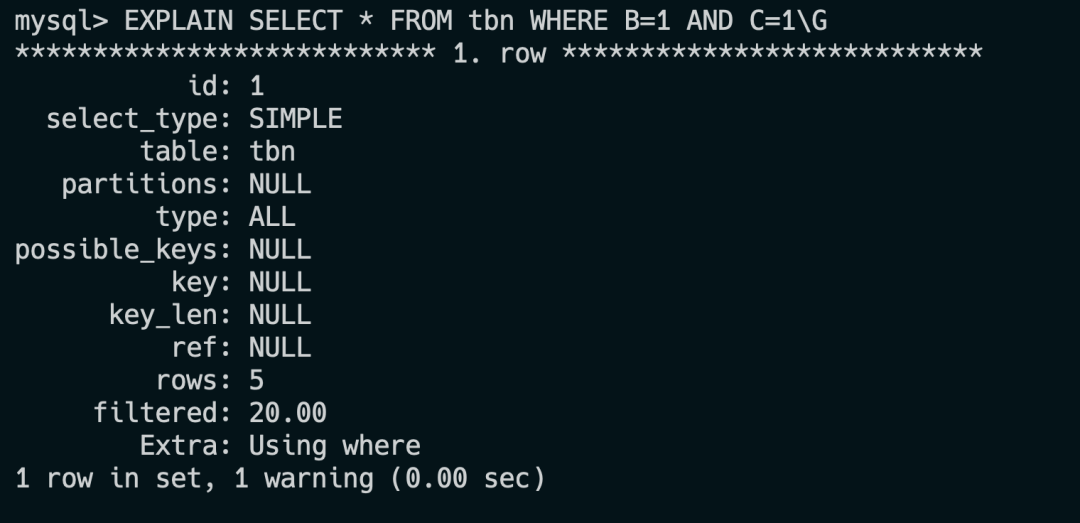 mysql> EXPLAIN SELECT * FROM tbn WHERE B=1 AND C=1\G
*************************** 1. row ***************************
id: 1
select_type: SIMPLE
table: tbn
partitions: NULL
type: ALL
possible_keys: NULL
key: NULL
key_len: NULL
ref: NULL
rows: 5
filtered: 20.00
Extra: Using where
1 row in set, 1 warning (0.00 sec)